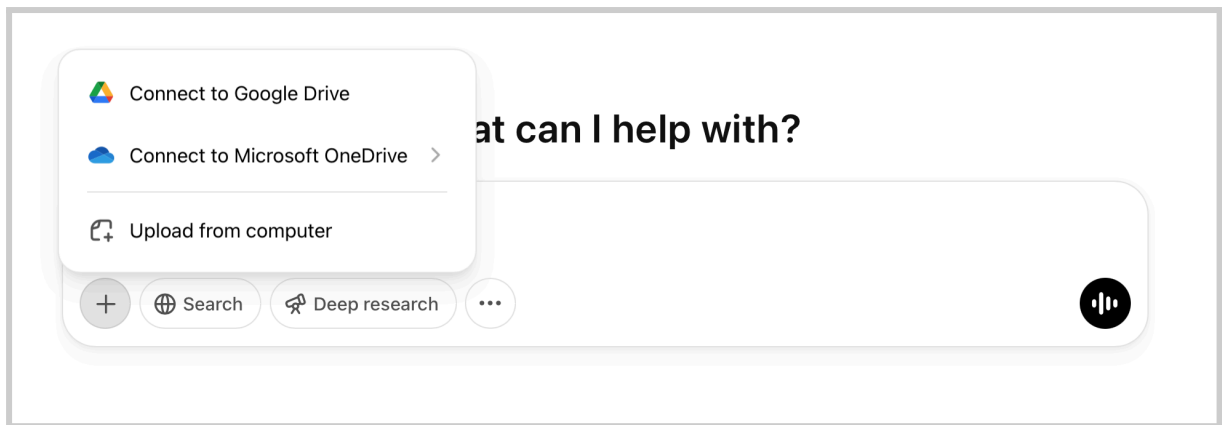 Connect to Google Drive
Connect to Microsoft OneDrive
at can I help with?
Upload from computer
Search
Deep research